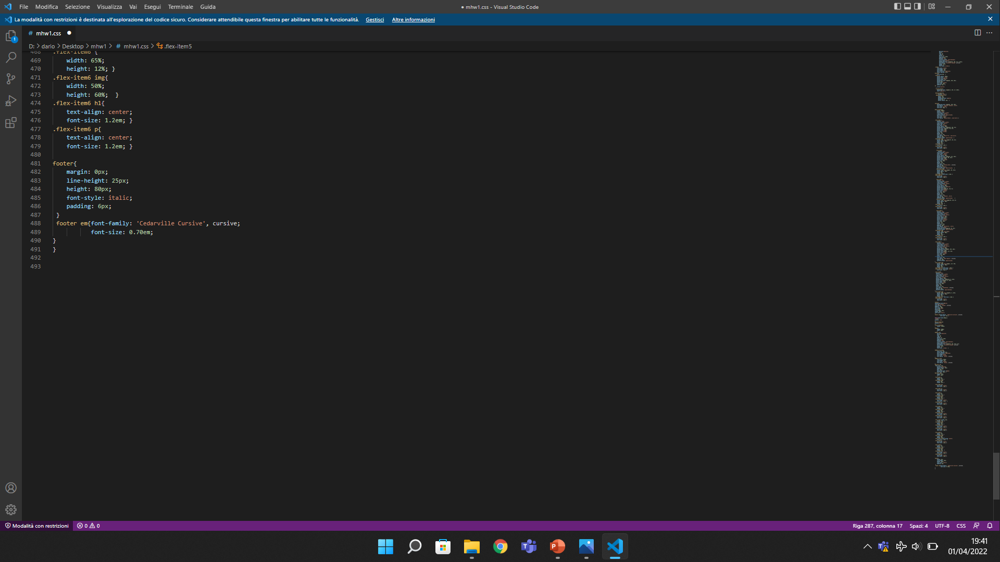 File Modifica Selezione Visualizza Vai Esegui Terminale Guida
● mhw1.css - Visual Studio Code
La modalità con restrizioni è destinata all'esplorazione del codice sicuro. Considerare attendibile questa finestra per abilitare tutte le funzionalità. Gestisci Altre informazioni
# mhw1.css
D: > dario > Desktop > mhw1 > # mhw1.css > .flex-item5
468 .flex-item6 {
469 width: 65%;
470 height: 12%; }
471 .flex-item6 img{
472 width: 50%;
473 height: 60%;  }
474 .flex-item6 h1{
475 text-align: center;
476 font-size: 1.2em; }
477 .flex-item6 p{
478 text-align: center;
479 font-size: 1.2em; }
480
481 footer{
482 margin: 0px;
483 line-height: 25px;
484 height: 80px;
485 font-style: italic;
486 padding: 6px;
487 }
488 footer em{font-family: 'Cedarville Cursive', cursive;
489 font-size: 0.70em;
490 }
491 }
492
493
1
Modalità con restrizioni 0 0
Riga 287, colonna 17 Spazi: 4 UTF-8 CSS
19:41
01/04/2022